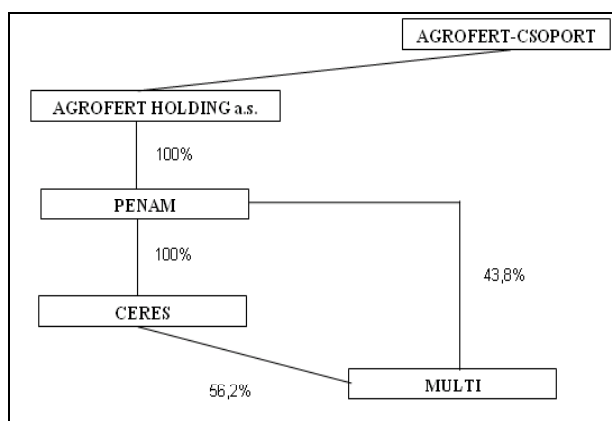 AGROFERT-CSOPORT
AGROFERT HOLDING a.s.
100%
PENAM
100%
43,8%
CERES
56,2%
MULTI